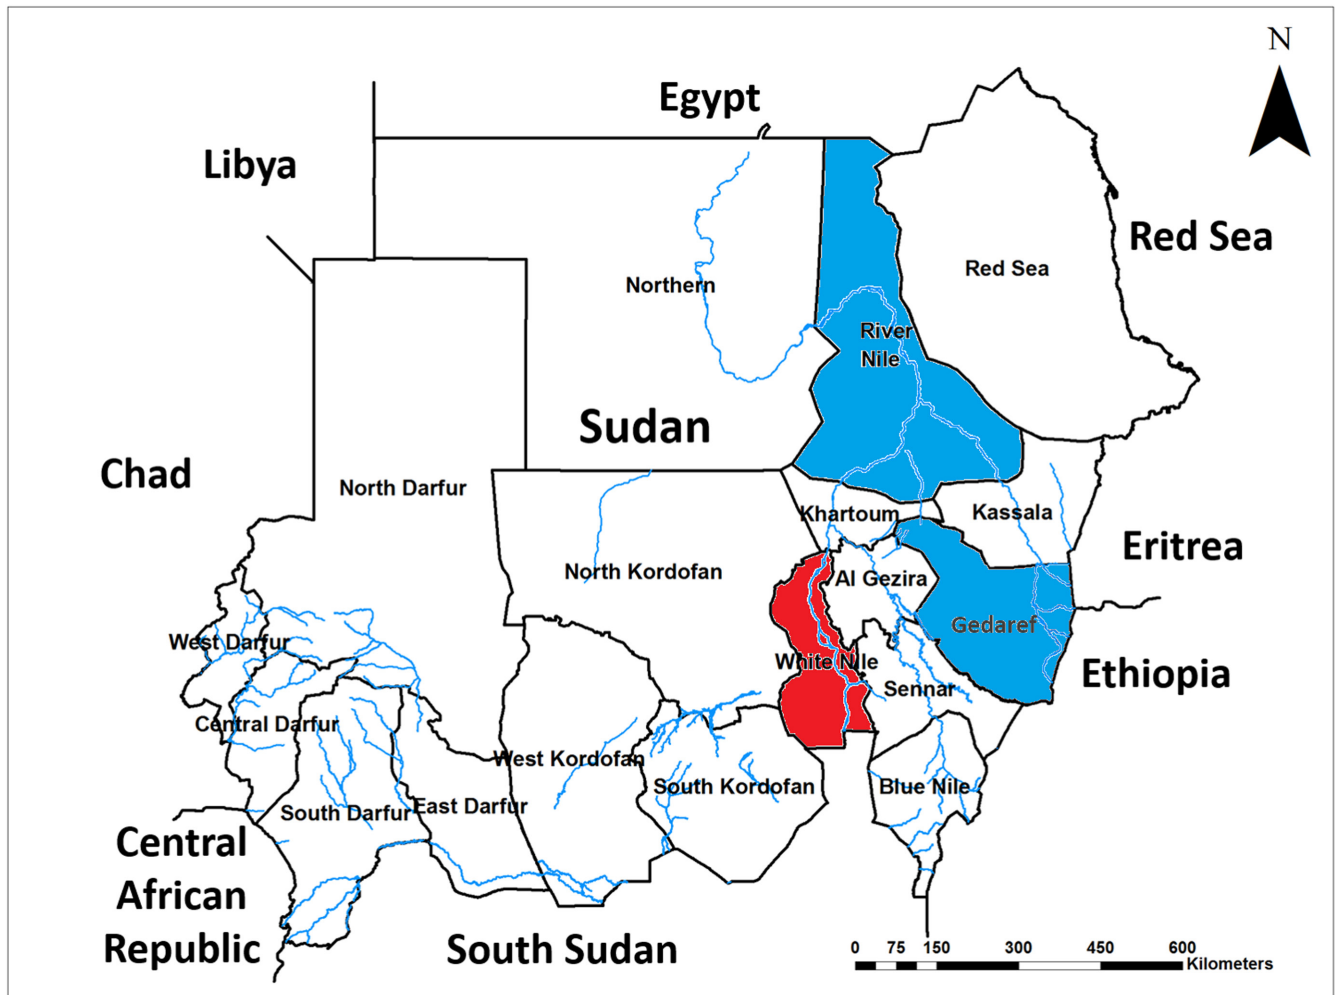 N
Egypt
Libya
Red Sea
Red Sea
Northern
River
Nile
Sudan
Chad
North Darfur
Khartoum
Kassala
Eritrea
North Kordofan
Al Gezira
Gedaref
West Darfur
White Nile
Ethiopia
Sennar
Central Darfur
West Kordofan
South Kordofan
Blue Nile
South Darfur
East Darfur
Central
African
Republic
South Sudan
0 75 150 300 450 600
Kilometers